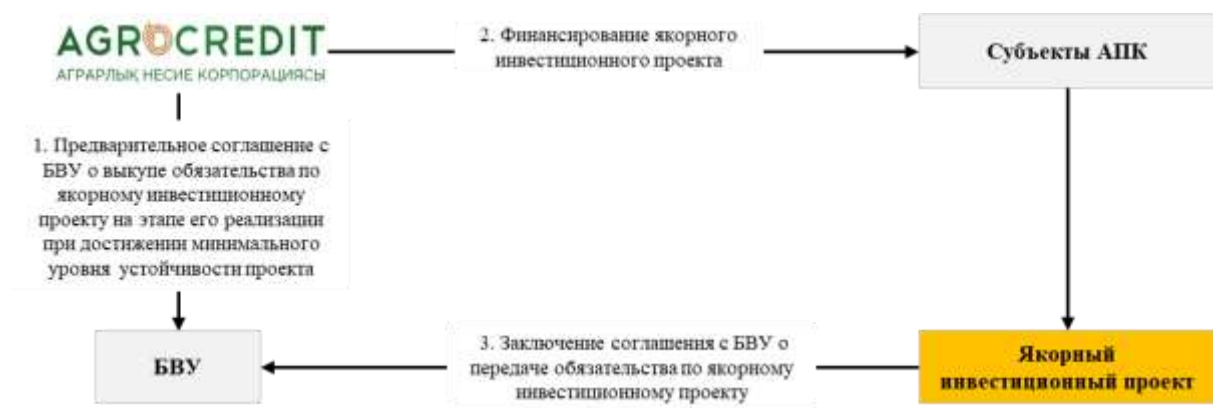 AGROCREDIT
АГРАРЛЫҚ НЕСИЕ КОРПОРАЦИЯСЫ
2. Финансирование якорного
инвестиционного проекта
Субъекты АПК
1. Предварительное соглашение с
БВУ о выкупе обязательства по
якорному инвестиционному
проекту на этапе его реализации
при достижении минимального
уровня устойчивости проекта
БВУ
3. Заключение соглашения с БВУ о
передаче обязательства по якорному
инвестиционному проекту
Якорный
инвестиционный проект